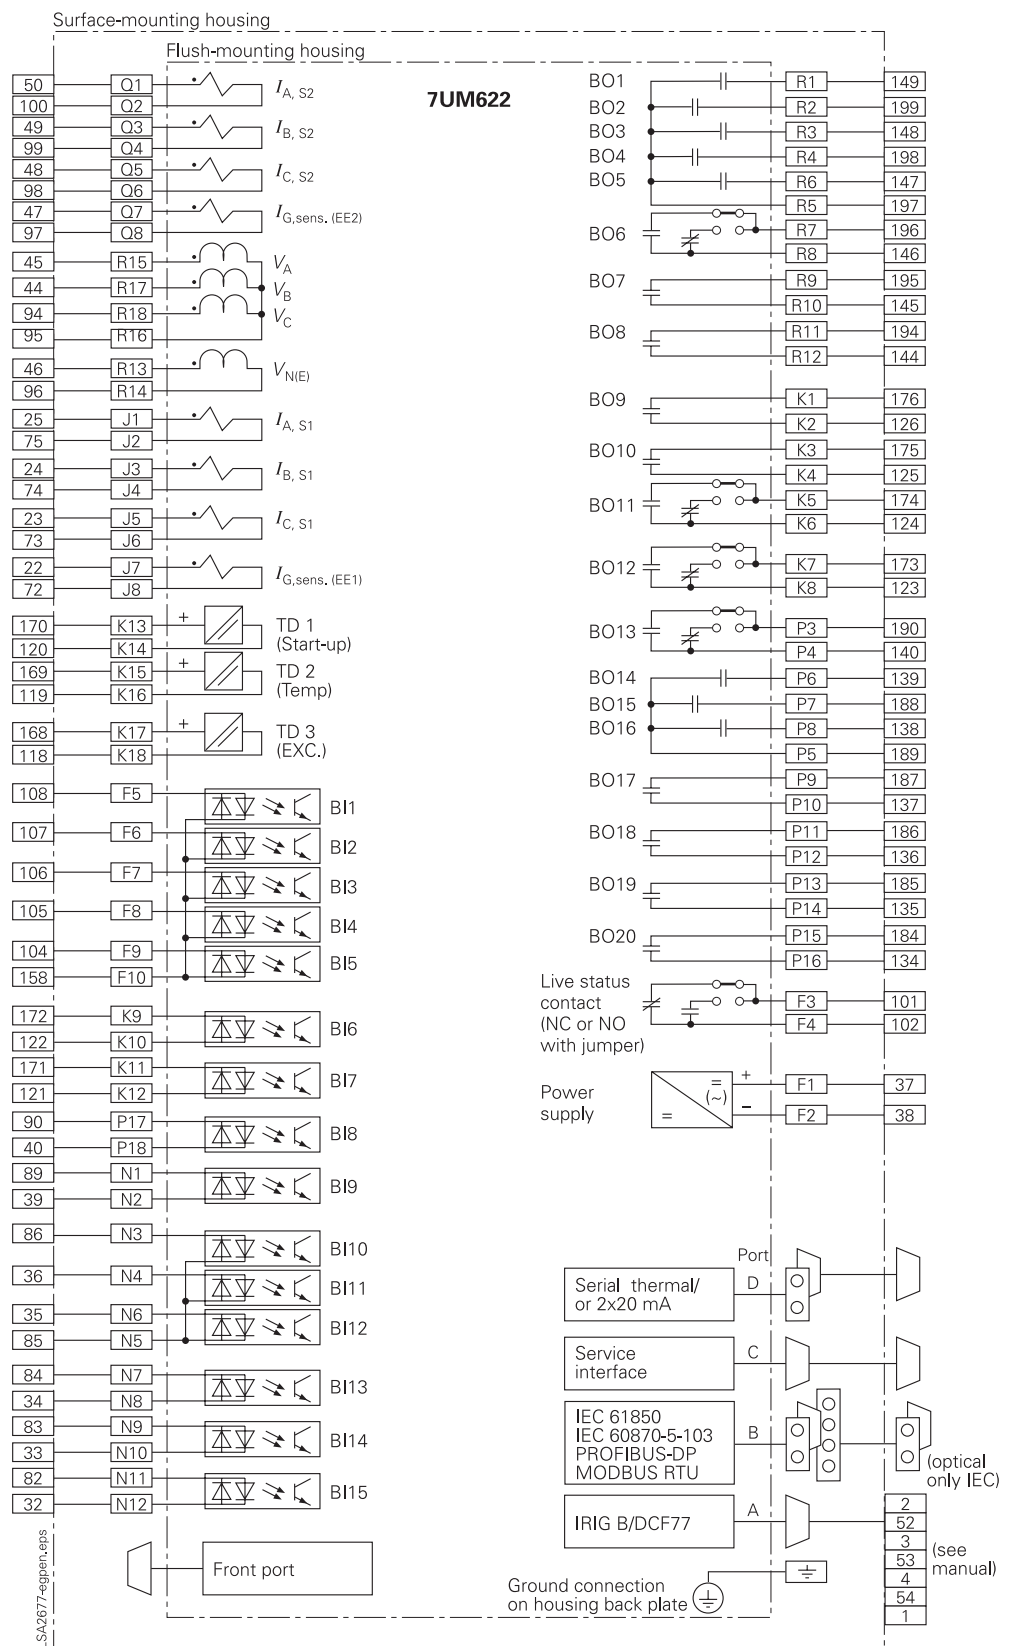 Surface-mounting housing
Flush-mounting housing
7UM622
50 Q1 I A, S2
100 Q2
49 Q3 I B, S2
99 Q4
48 Q5 I C, S2
98 Q6
47 Q7 I G,sens. (EE2)
97 Q8
45 R15 V A
44 R17 V B
94 R18 V C
95 R16
46 R13 V N(E)
96 R14
25 J1 I A, S1
75 J2
24 J3 I B, S1
74 J4
23 J5 I C, S1
73 J6
22 J7 I G,sens. (EE1)
72 J8
170 K13 + TD 1
120 K14 (Start-up)
169 K15 + TD 2
119 K16 (Temp)
168 K17 + TD 3
118 K18 (EXC.)
108 F5 BI1
107 F6 BI2
106 F7 BI3
105 F8 BI4
104 F9 BI5
158 F10
172 K9 BI6
122 K10
171 K11 BI7
121 K12
90 P17 BI8
40 P18
89 N1 BI9
39 N2
86 N3 BI10
36 N4 BI11
35 N6 BI12
85 N5
84 N7 BI13
34 N8
83 N9 BI14
33 N10
82 N11 BI15
32 N12
Front port
LSA2677-egpen.eps
BO1 R1 149
BO2 R2 199
BO3 R3 148
BO4 R4 198
BO5 R6 147
R5 197
BO6 R7 196
R8 146
BO7 R9 195
R10 145
BO8 R11 194
R12 144
BO9 K1 176
K2 126
BO10 K3 175
K4 125
BO11 K5 174
K6 124
BO12 K7 173
K8 123
BO13 P3 190
P4 140
BO14 P6 139
BO15 P7 188
BO16 P8 138
P5 189
BO17 P9 187
P10 137
BO18 P11 186
P12 136
BO19 P13 185
P14 135
BO20 P15 184
P16 134
Live status
contact
(NC or NO
with jumper)
F3 101
F4 102
Power
supply
= (~) =
+ F1 37
– F2 38
Port
Serial thermal/
or 2x20 mA
D
Service
interface
C
IEC 61850
IEC 60870-5-103
PROFIBUS-DP
MODBUS RTU
B
(optical
only IEC)
IRIG B/DCF77
A
2
52
3
53
4
54
1
(see
manual)
Ground connection
on housing back plate